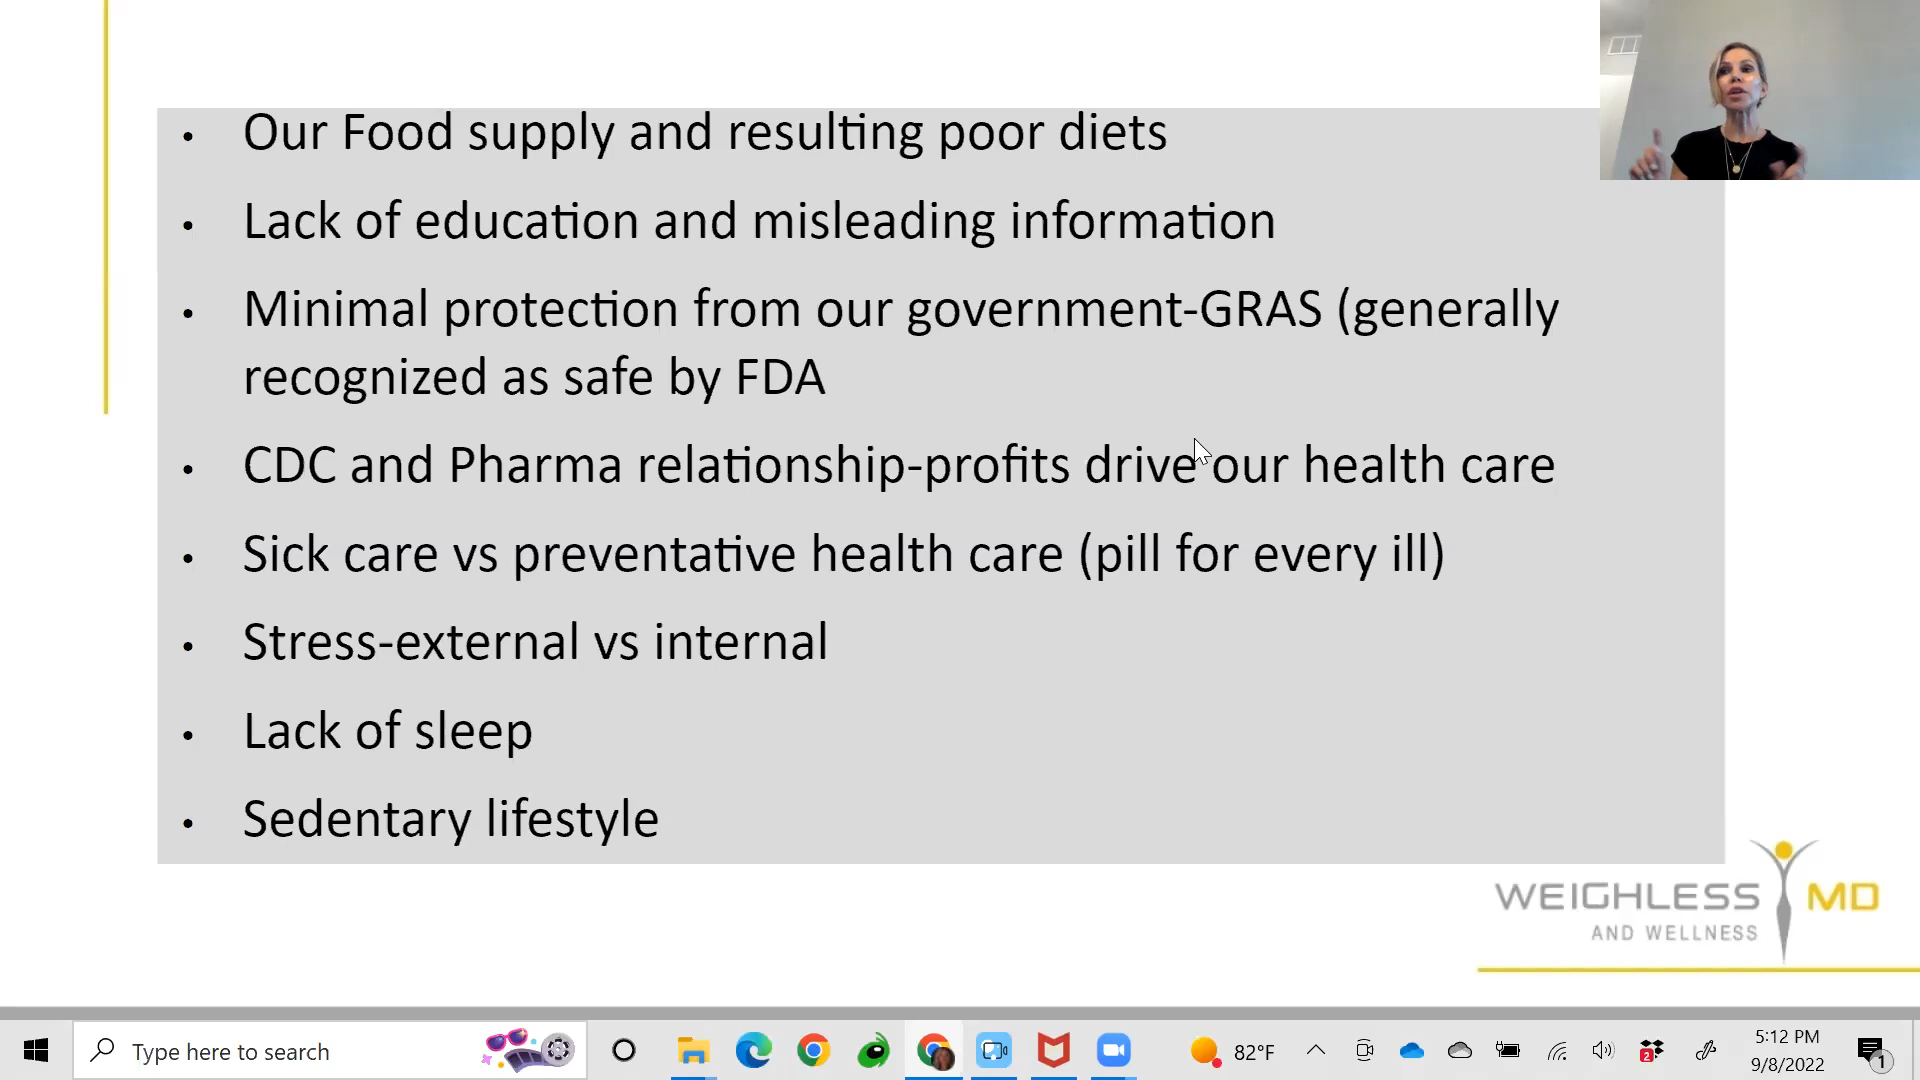 • Our Food supply and resulting poor diets
• Lack of education and misleading information
• Minimal protection from our government-GRAS (generally
recognized as safe by FDA
• CDC and Pharma relationship-profits drive our health care
• Sick care vs preventative health care (pill for every ill)
• Stress-external vs internal
• Lack of sleep
• Sedentary lifestyle
WEIGHLESS MD
AND WELLNESS
Type here to search
82°F
2
5:12 PM
9/8/2022
1